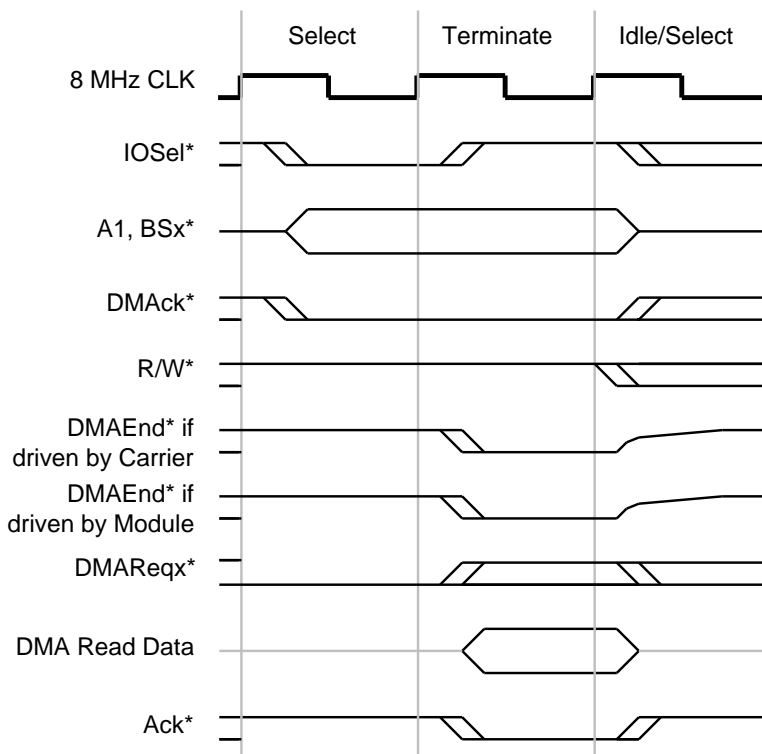 Select Terminate Idle/Select
8 MHz CLK
IOSel*
A1, BSx*
DMAck*
R/W*
DMAEnd* if
driven by Carrier
DMAEnd* if
driven by Module
DMAReqx*
DMA Read Data
Ack*